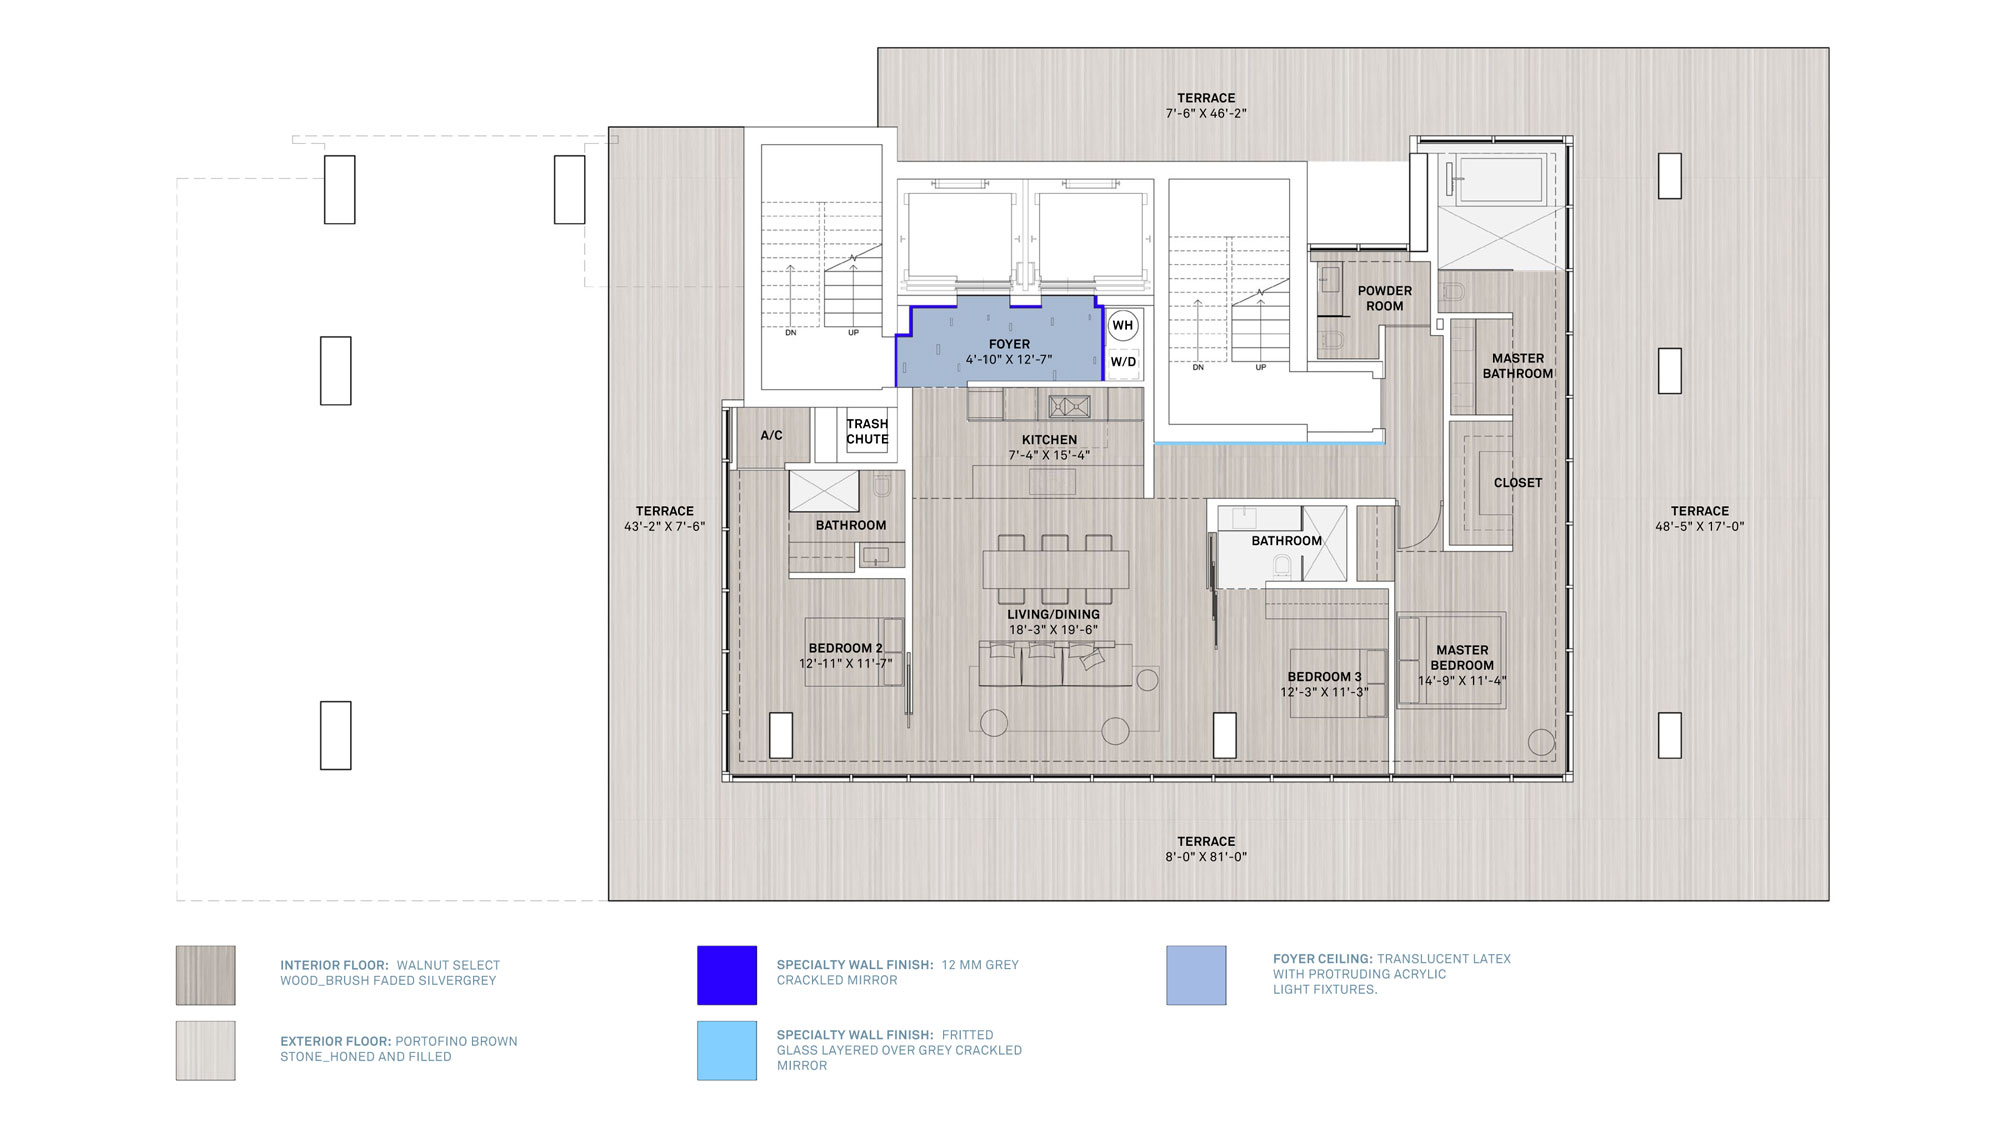 TERRACE
7'-6" X 46'-2"
POWDER
ROOM
WH
W/D
FOYER
4'-10" X 12'-7"
DN
UP
DN
UP
MASTER
BATHROOM
A/C
TRASH
CHUTE
KITCHEN
7'-4" X 15'-4"
CLOSET
TERRACE
43'-2" X 7'-6"
BATHROOM
BATHROOM
TERRACE
48'-5" X 17'-0"
LIVING/DINING
18'-3" X 19'-6"
BEDROOM 2
12'-11" X 11'-7"
BEDROOM 3
12'-3" X 11'-3"
MASTER
BEDROOM
14'-9" X 11'-4"
TERRACE
8'-0" X 81'-0"
INTERIOR FLOOR: WALNUT SELECT
WOOD_BRUSH FADED SILVERGREY
EXTERIOR FLOOR: PORTOFINO BROWN
STONE_HONED AND FILLED
SPECIALTY WALL FINISH: 12 MM GREY
CRACKLED MIRROR
SPECIALTY WALL FINISH: FRITTED
GLASS LAYERED OVER GREY CRACKLED
MIRROR
FOYER CEILING: TRANSLUCENT LATEX
WITH PROTRUDING ACRYLIC
LIGHT FIXTURES.